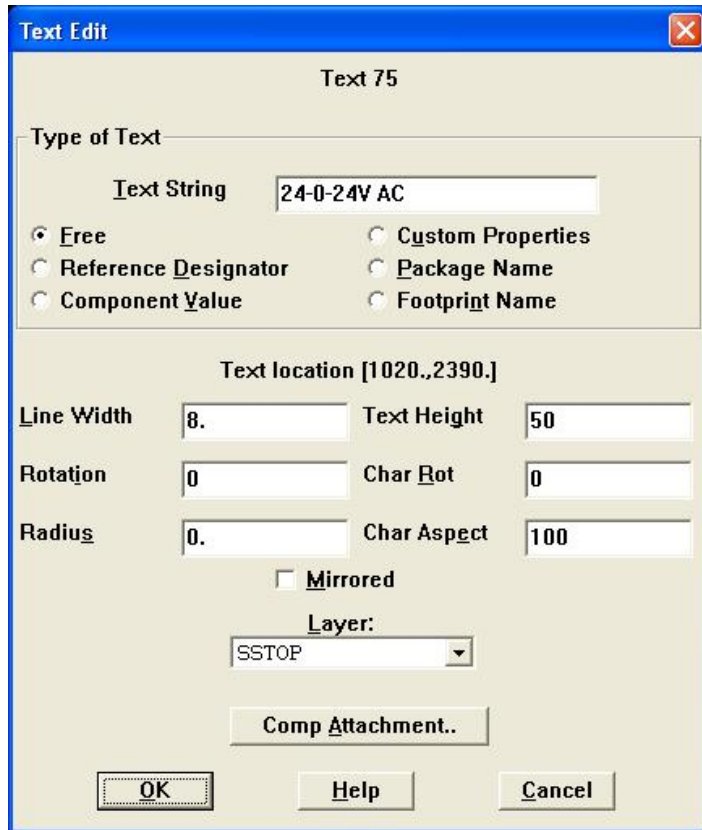 Text Edit
Text 75
Type of Text
Text String 24-0-24V AC
Free Custom Properties
Reference Designator Package Name
Component Value Footprint Name
Text location [1020.,2390.]
Line Width 8. Text Height 50
Rotation 0 Char Rot 0
Radius 0. Char Aspect 100
Mirrored
Layer:
SSTOP
Comp Attachment..
OK Help Cancel